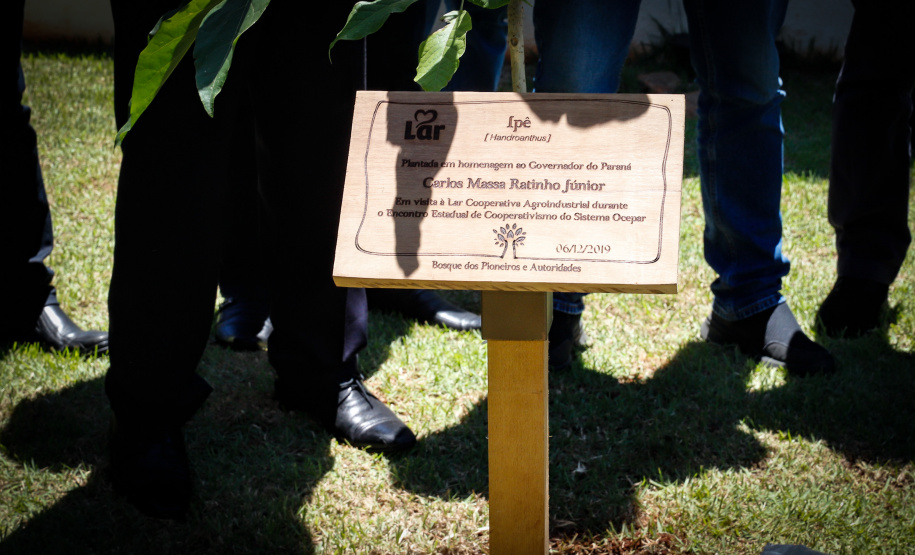 Lar
Ipê
[Handroanthus]
Plantada em homenagem ao Governador do Paraná
Carlos Massa Ratinho Júnior
Em visita à Lar Cooperativa Agroindustrial durante
o Encontro Estadual de Cooperativismo do Sistema Ocepar
06/12/2019
Bosque dos Pioneiros e Autoridades